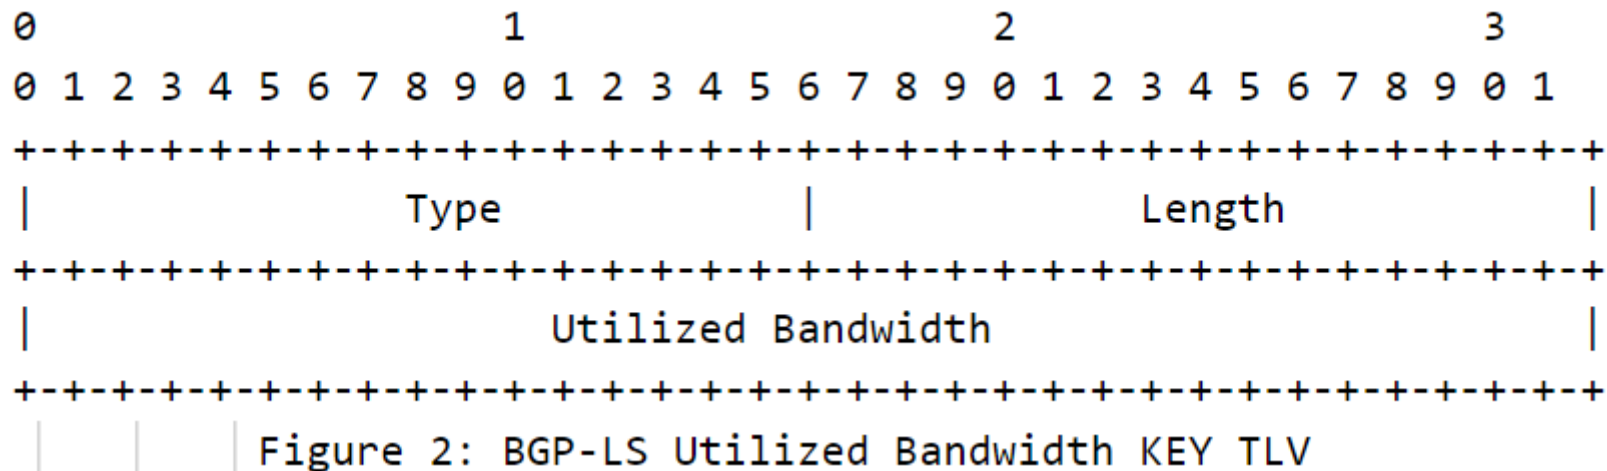 0                   1                   2                   3
0 1 2 3 4 5 6 7 8 9 0 1 2 3 4 5 6 7 8 9 0 1 2 3 4 5 6 7 8 9 0 1
+-+-+-+-+-+-+-+-+-+-+-+-+-+-+-+-+-+-+-+-+-+-+-+-+-+-+-+-+-+-+-+-+
|               Type            |             Length            |
+-+-+-+-+-+-+-+-+-+-+-+-+-+-+-+-+-+-+-+-+-+-+-+-+-+-+-+-+-+-+-+-+
|                     Utilized Bandwidth                        |
+-+-+-+-+-+-+-+-+-+-+-+-+-+-+-+-+-+-+-+-+-+-+-+-+-+-+-+-+-+-+-+-+
Figure 2: BGP-LS Utilized Bandwidth KEY TLV